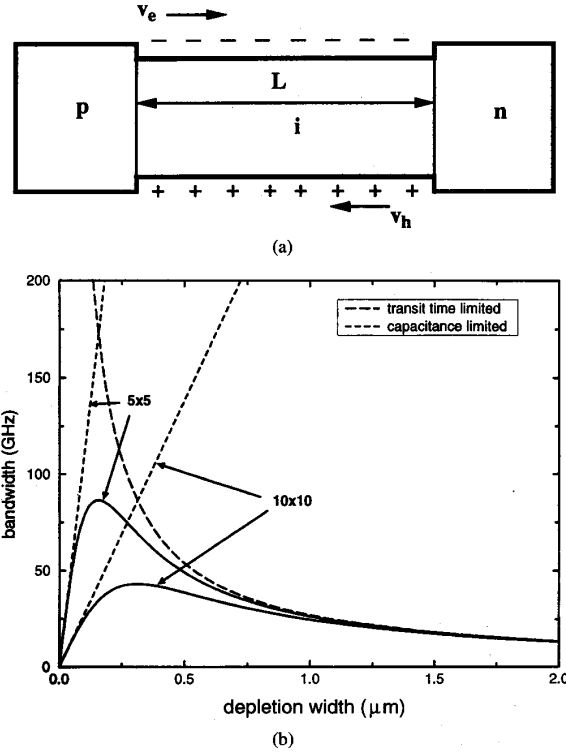 v_e
– – – – – – – –
p
L
i
n
+ + + + + + + +
v_h
(a)
200
150
100
50
0
bandwidth (GHz)
transit time limited
capacitance limited
5x5
10x10
0.0 0.5 1.0 1.5 2.0
depletion width (μm)
(b)